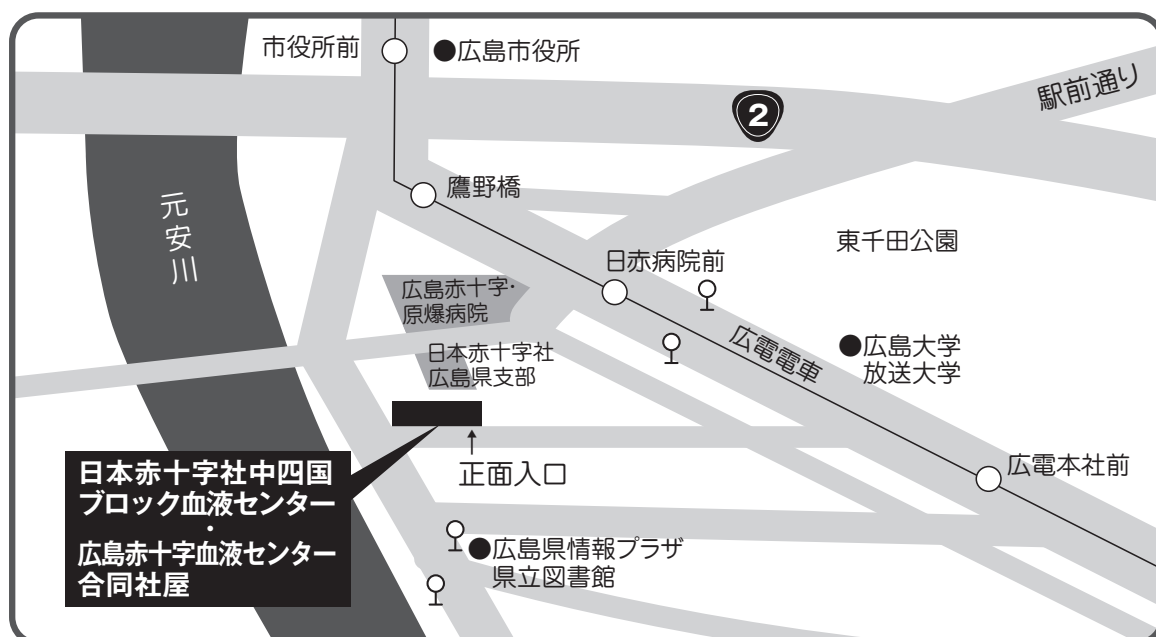 市役所前
●広島市役所
駅前通り
2
鷹野橋
元安川
東千田公園
日赤病院前
広島赤十字・
原爆病院
広電電車
●広島大学
放送大学
日本赤十字社
広島県支部
正面入口
広電本社前
日本赤十字社中四国
ブロック血液センター
・
広島赤十字血液センター
合同社屋
●広島県情報プラザ
県立図書館